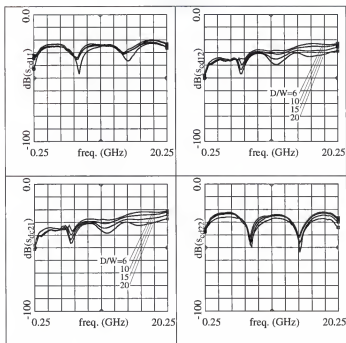 0.0
dB(s_cd11)
-100
0.25 freq. (GHz) 20.25
0.0
dB(s_cd12)
D/W=6
10
15
20
-100
0.25 freq. (GHz) 20.25
0.0
dB(s_cd21)
D/W=6
10
15
20
-100
0.25 freq. (GHz) 20.25
0.0
dB(s_cd22)
-100
0.25 freq. (GHz) 20.25